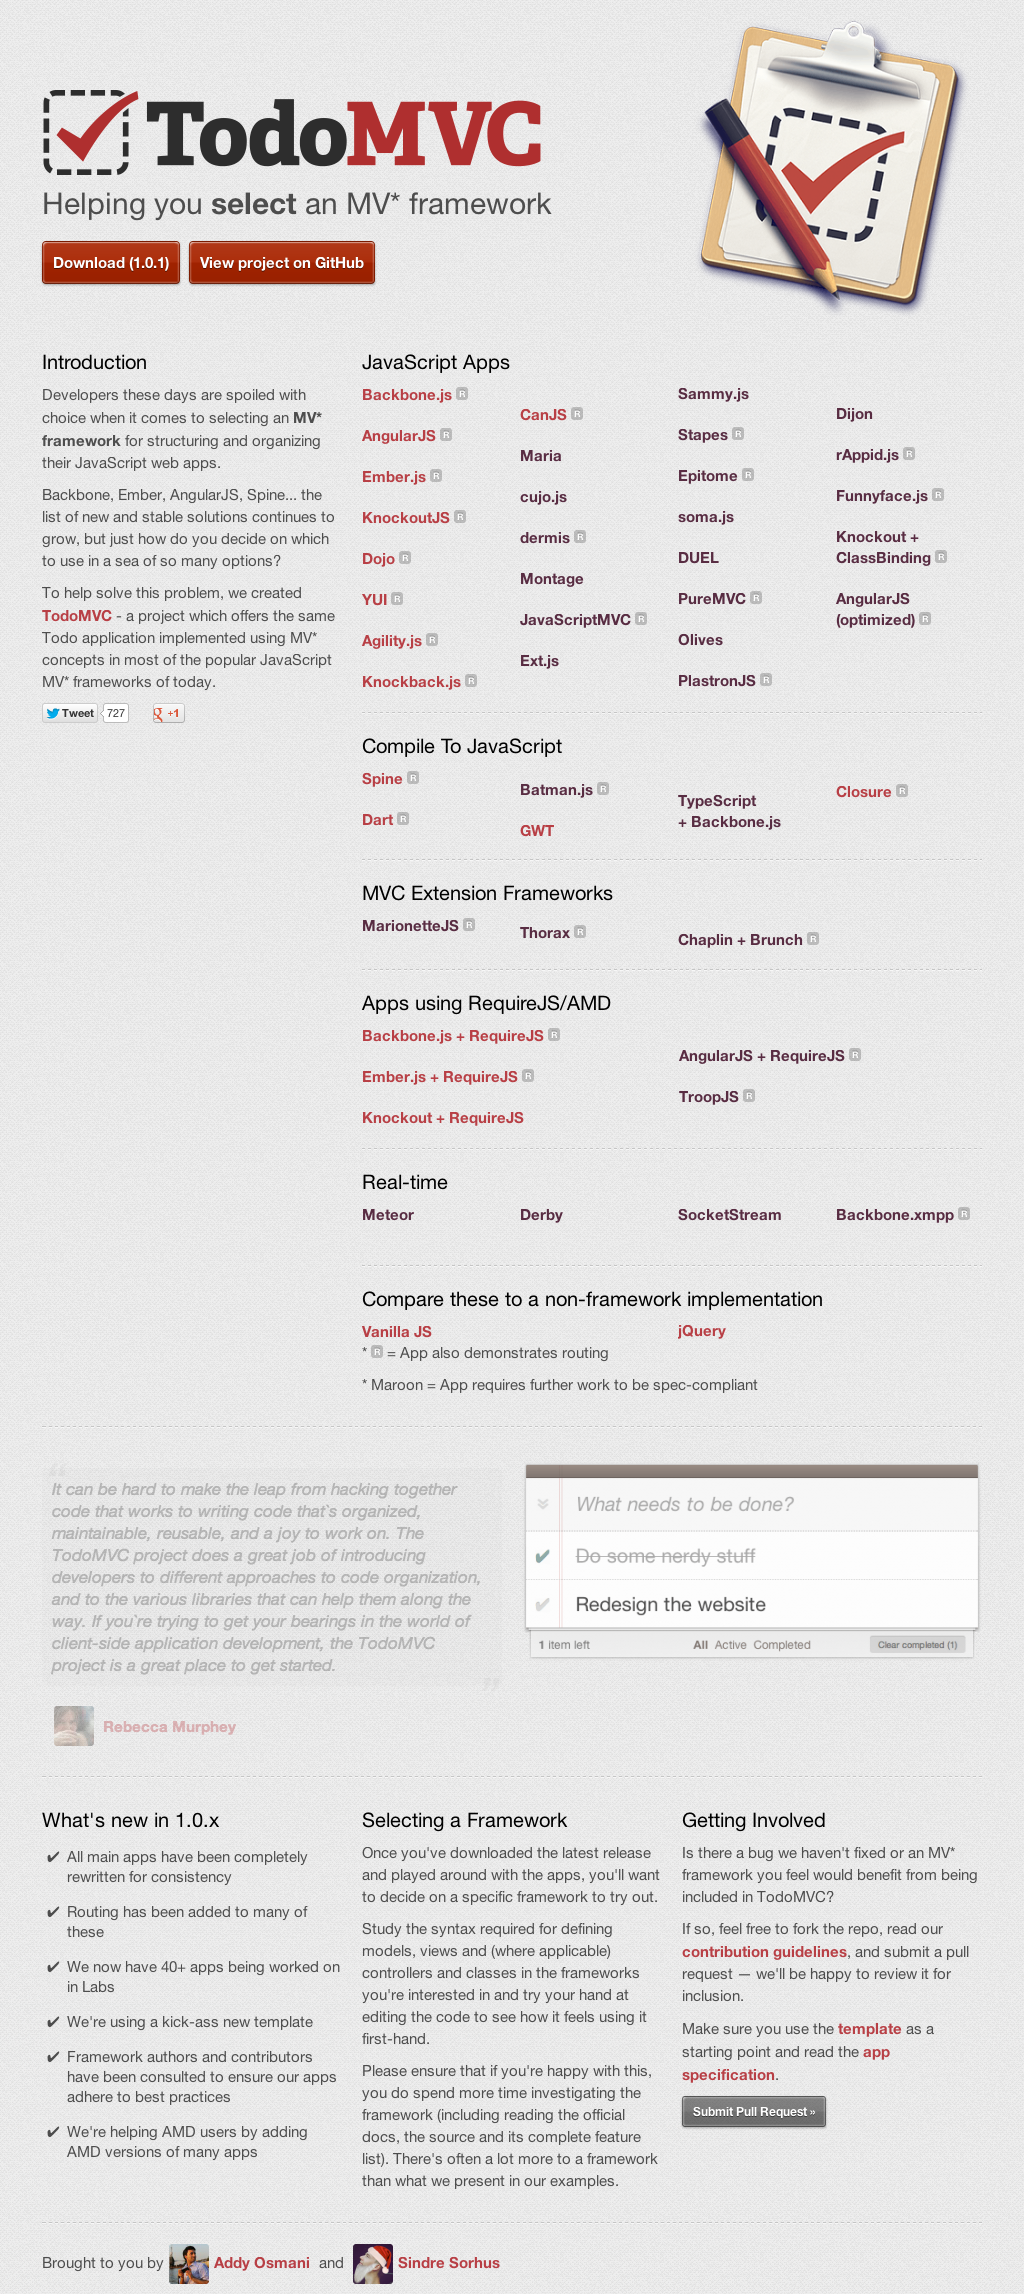 TodoMVC
Helping you select an MV* framework
Download (1.0.1)
View project on GitHub
Introduction
Developers these days are spoiled with
choice when it comes to selecting an MV*
framework for structuring and organizing
their JavaScript web apps.
Backbone, Ember, AngularJS, Spine... the
list of new and stable solutions continues to
grow, but just how do you decide on which
to use in a sea of so many options?
To help solve this problem, we created
TodoMVC - a project which offers the same
Todo application implemented using MV*
concepts in most of the popular JavaScript
MV* frameworks of today.
Tweet 727 +1
JavaScript Apps
Backbone.js R
AngularJS R
Ember.js R
KnockoutJS R
Dojo R
YUI R
Agility.js R
Knockback.js R
CanJS R
Maria
cujo.js
dermis R
Montage
JavaScriptMVC R
Ext.js
Sammy.js
Stapes R
Epitome R
soma.js
DUEL
PureMVC R
Olives
PlastronJS R
Dijon
rAppid.js R
Funnyface.js R
Knockout +
ClassBinding R
AngularJS
(optimized) R
Compile To JavaScript
Spine R
Dart R
Batman.js R
GWT
TypeScript
+ Backbone.js
Closure R
MVC Extension Frameworks
MarionetteJS R
Thorax R
Chaplin + Brunch R
Apps using RequireJS/AMD
Backbone.js + RequireJS R
Ember.js + RequireJS R
Knockout + RequireJS
AngularJS + RequireJS R
TroopJS R
Real-time
Meteor
Derby
SocketStream
Backbone.xmpp R
Compare these to a non-framework implementation
Vanilla JS
jQuery
* R = App also demonstrates routing
* Maroon = App requires further work to be spec-compliant
“
It can be hard to make the leap from hacking together
code that works to writing code that`s organized,
maintainable, reusable, and a joy to work on. The
TodoMVC project does a great job of introducing
developers to different approaches to code organization,
and to the various libraries that can help them along the
way. If you`re trying to get your bearings in the world of
client-side application development, the TodoMVC
project is a great place to get started.
”
Rebecca Murphey
What needs to be done?
Do some nerdy stuff
Redesign the website
1 item left
All Active Completed
Clear completed (1)
What's new in 1.0.x
✔ All main apps have been completely
rewritten for consistency
✔ Routing has been added to many of
these
✔ We now have 40+ apps being worked on
in Labs
✔ We're using a kick-ass new template
✔ Framework authors and contributors
have been consulted to ensure our apps
adhere to best practices
✔ We're helping AMD users by adding
AMD versions of many apps
Selecting a Framework
Once you've downloaded the latest release
and played around with the apps, you'll want
to decide on a specific framework to try out.
Study the syntax required for defining
models, views and (where applicable)
controllers and classes in the frameworks
you're interested in and try your hand at
editing the code to see how it feels using it
first-hand.
Please ensure that if you're happy with this,
you do spend more time investigating the
framework (including reading the official
docs, the source and its complete feature
list). There's often a lot more to a framework
than what we present in our examples.
Getting Involved
Is there a bug we haven't fixed or an MV*
framework you feel would benefit from being
included in TodoMVC?
If so, feel free to fork the repo, read our
contribution guidelines, and submit a pull
request — we'll be happy to review it for
inclusion.
Make sure you use the template as a
starting point and read the app
specification.
Submit Pull Request »
Brought to you by Addy Osmani and Sindre Sorhus